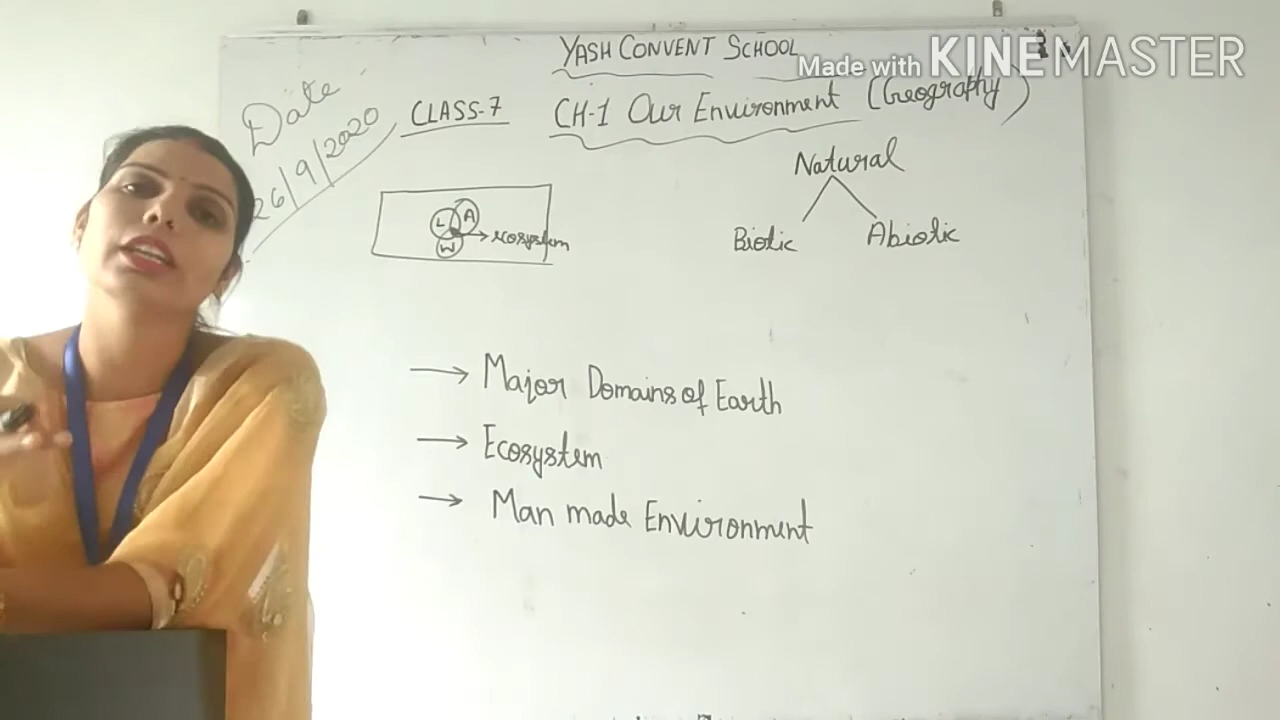 YASH CONVENT SCHOOL
Made with KINEMASTER
Date
26/9/2020
CLASS-7
CH-1 Our Environment (Geography)
Natural
Biotic Abiotic
L A
W
ecosystem
→ Major Domains of Earth
→ Ecosystem
→ Man made Environment